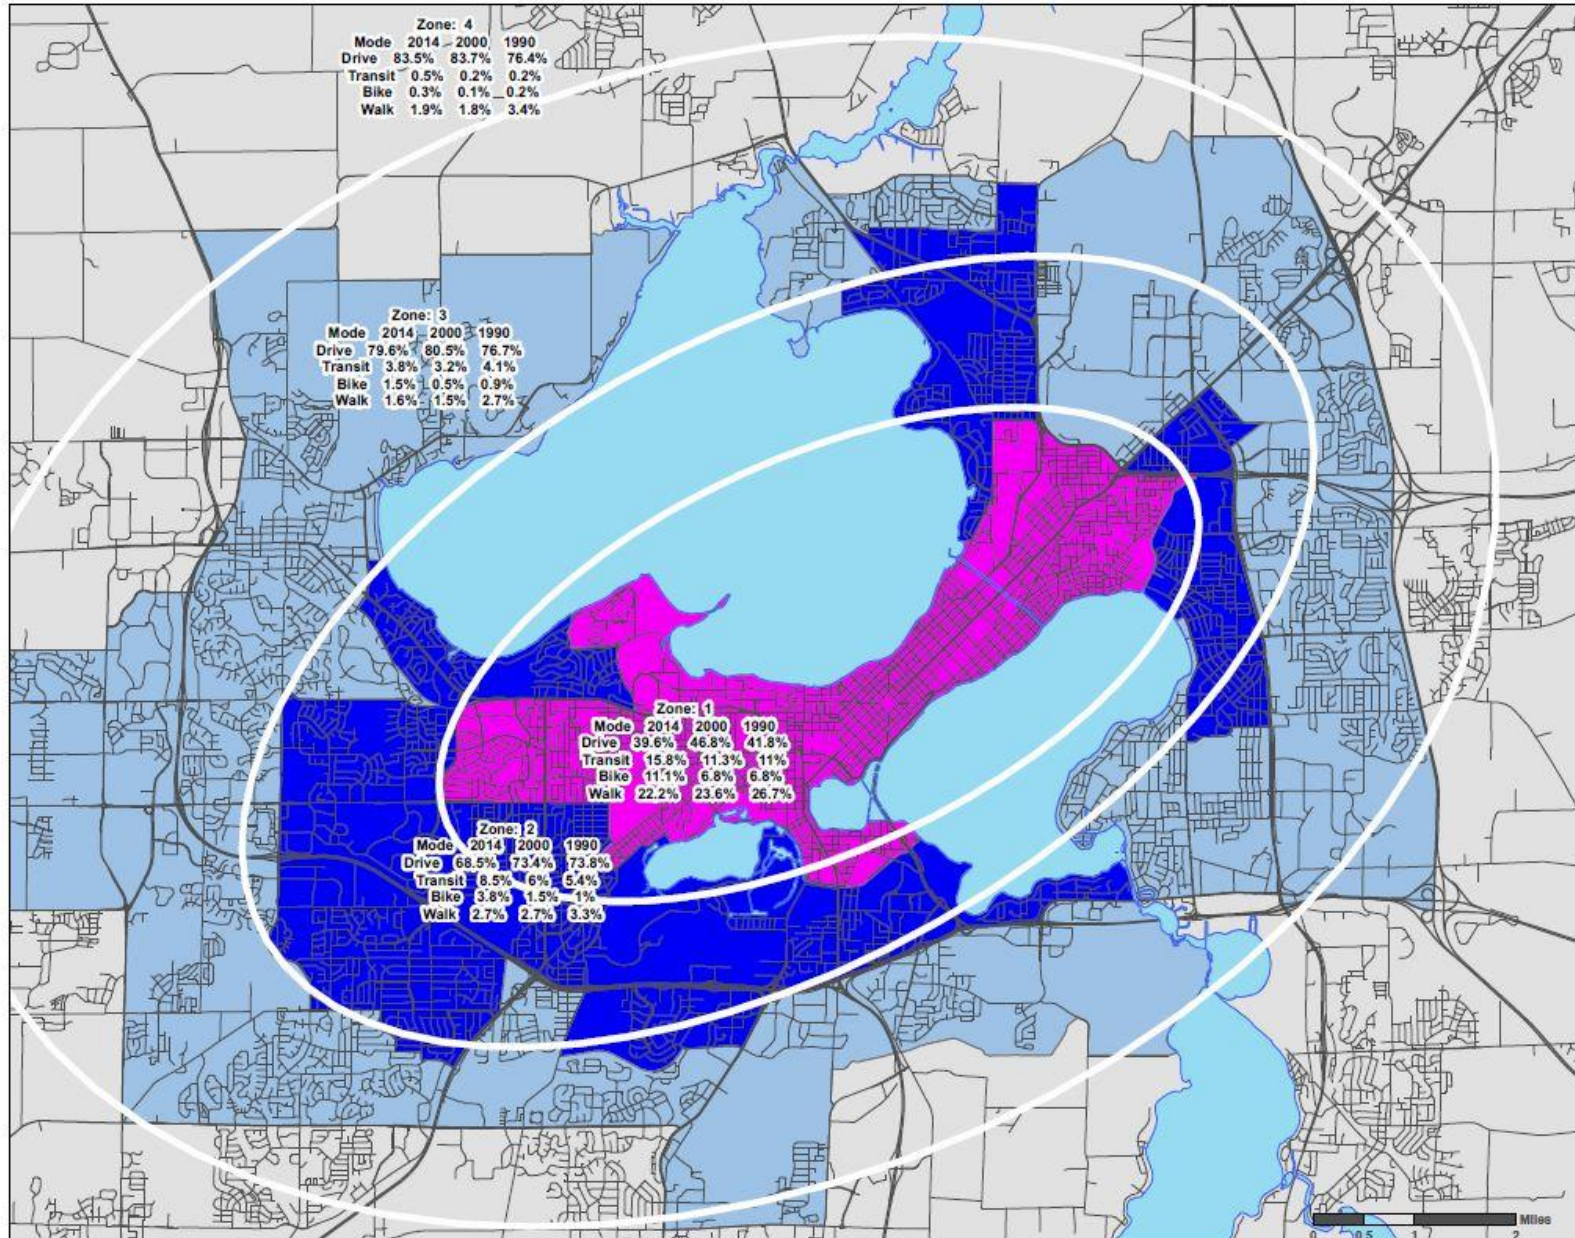 Zone: 4
Mode 2014 2000 1990
Drive 83.5% 83.7% 76.4%
Transit 0.5% 0.2% 0.2%
Bike 0.3% 0.1% 0.2%
Walk 1.9% 1.8% 3.4%
Zone: 3
Mode 2014 2000 1990
Drive 79.6% 80.5% 76.7%
Transit 3.8% 3.2% 4.1%
Bike 1.5% 0.5% 0.9%
Walk 1.6% 1.5% 2.7%
Zone: 1
Mode 2014 2000 1990
Drive 39.6% 46.8% 41.8%
Transit 15.8% 11.3% 11%
Bike 11.1% 6.8% 6.8%
Walk 22.2% 23.6% 26.7%
Zone: 2
Mode 2014 2000 1990
Drive 68.5% 73.4% 73.8%
Transit 8.5% 6% 5.4%
Bike 3.8% 1.5% 1%
Walk 2.7% 2.7% 3.3%
Miles
0 0.5 1 2